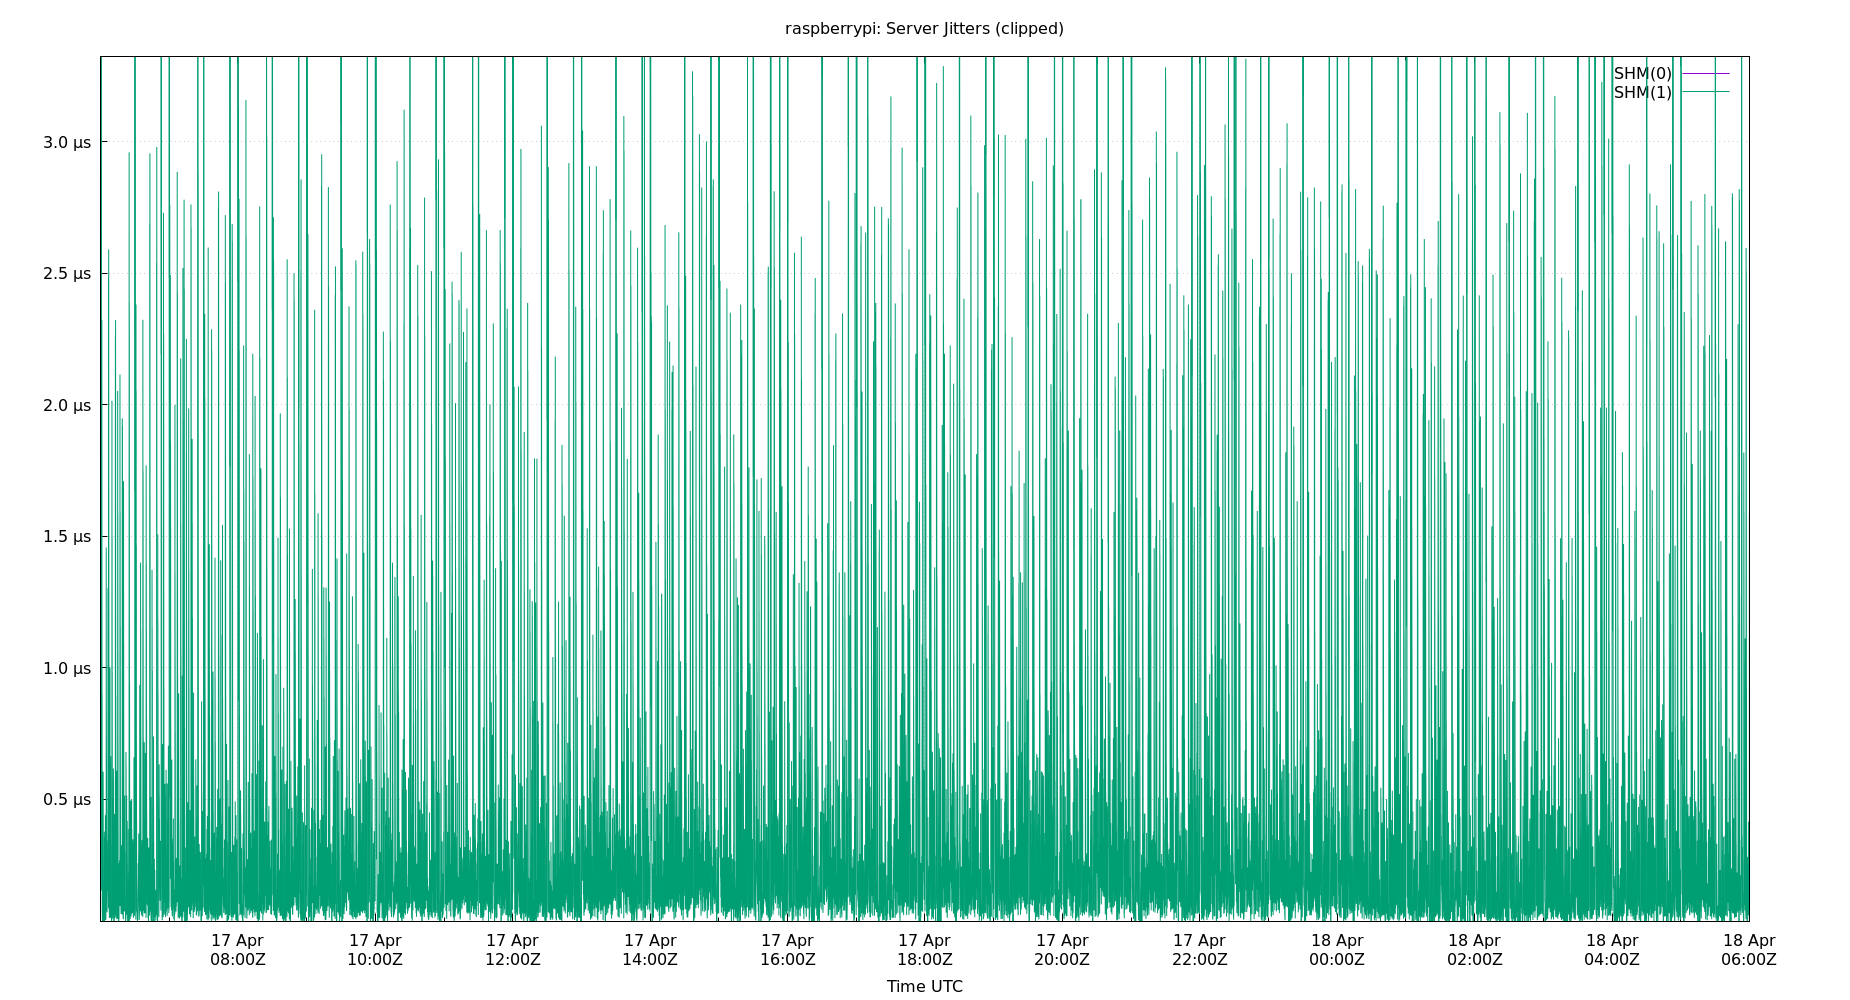 raspberrypi: Server Jitters (clipped)
SHM(0)
SHM(1)
3.0 µs
2.5 µs
2.0 µs
1.5 µs
1.0 µs
0.5 µs
17 Apr 17 Apr 17 Apr 17 Apr 17 Apr 17 Apr 17 Apr 17 Apr 18 Apr 18 Apr 18 Apr 18 Apr
08:00Z 10:00Z 12:00Z 14:00Z 16:00Z 18:00Z 20:00Z 22:00Z 00:00Z 02:00Z 04:00Z 06:00Z
Time UTC